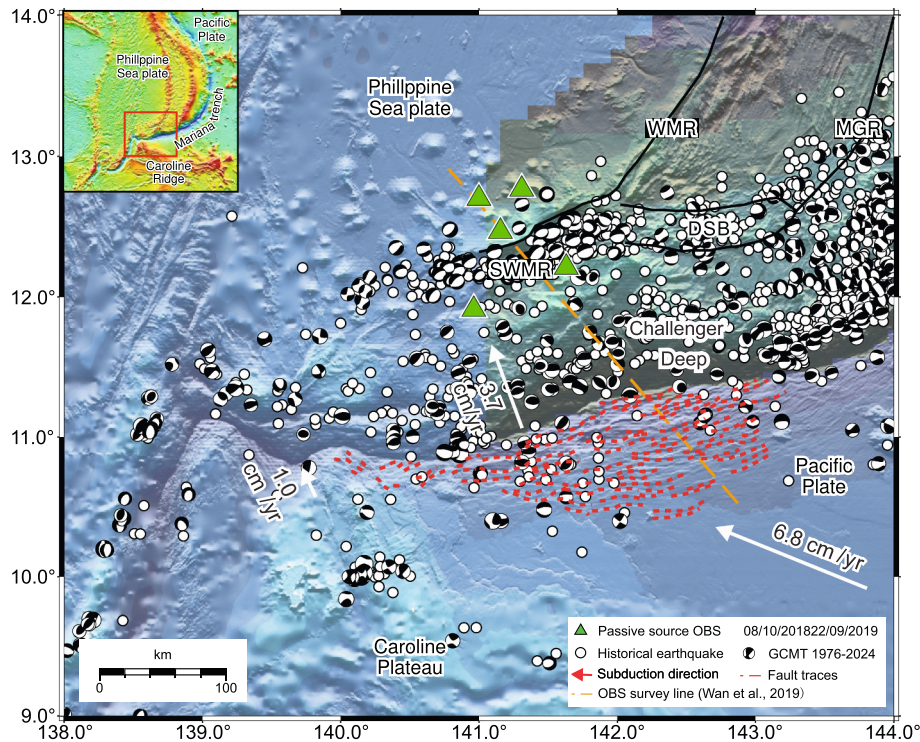 14.0°
13.0°
12.0°
11.0°
10.0°
9.0°
138.0°
139.0°
140.0°
141.0°
142.0°
143.0°
144.0°
Pacific
Plate
Philppine
Sea plate
Mariana trench
Caroline
Ridge
Phillppine
Sea plate
WMR
MGR
DSB
SWMR
Challenger
Deep
3.7
cm/yr
1.0
cm /yr
Pacific
Plate
6.8 cm /yr
Caroline
Plateau
km
0 100
Passive source OBS 08/10/201822/09/2019
Historical earthquake GCMT 1976-2024
Subduction direction Fault traces
OBS survey line (Wan et al., 2019)